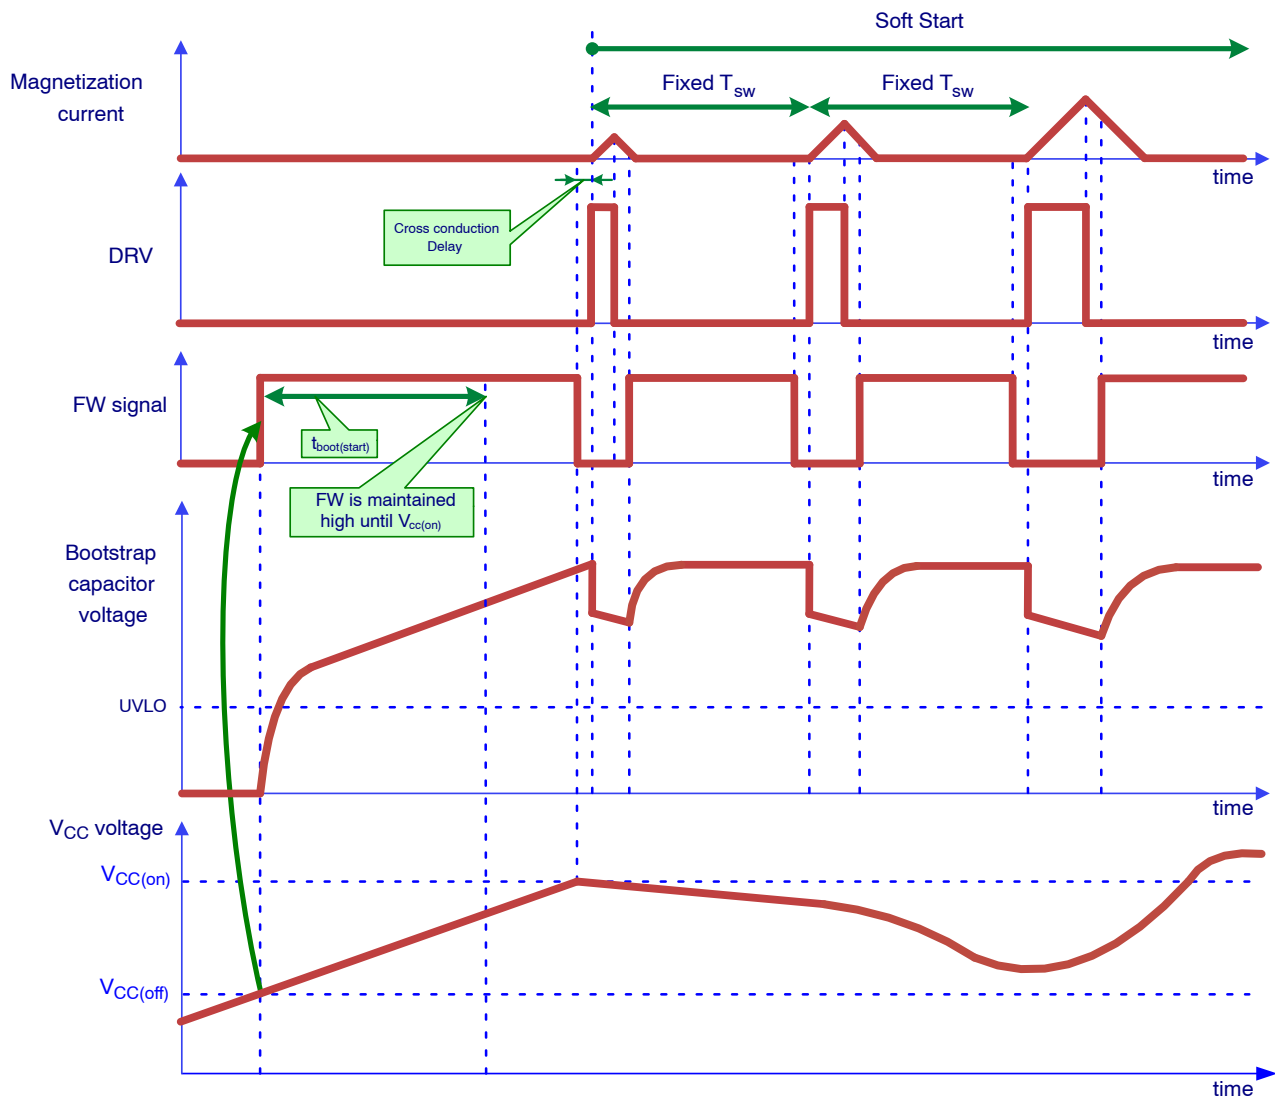 Soft Start
Fixed Tsw
Fixed Tsw
Magnetization
current
time
Cross conduction
Delay
DRV
time
FW signal
tboot(start)
time
FW is maintained
high until Vcc(on)
Bootstrap
capacitor
voltage
UVLO
time
VCC voltage
VCC(on)
VCC(off)
time